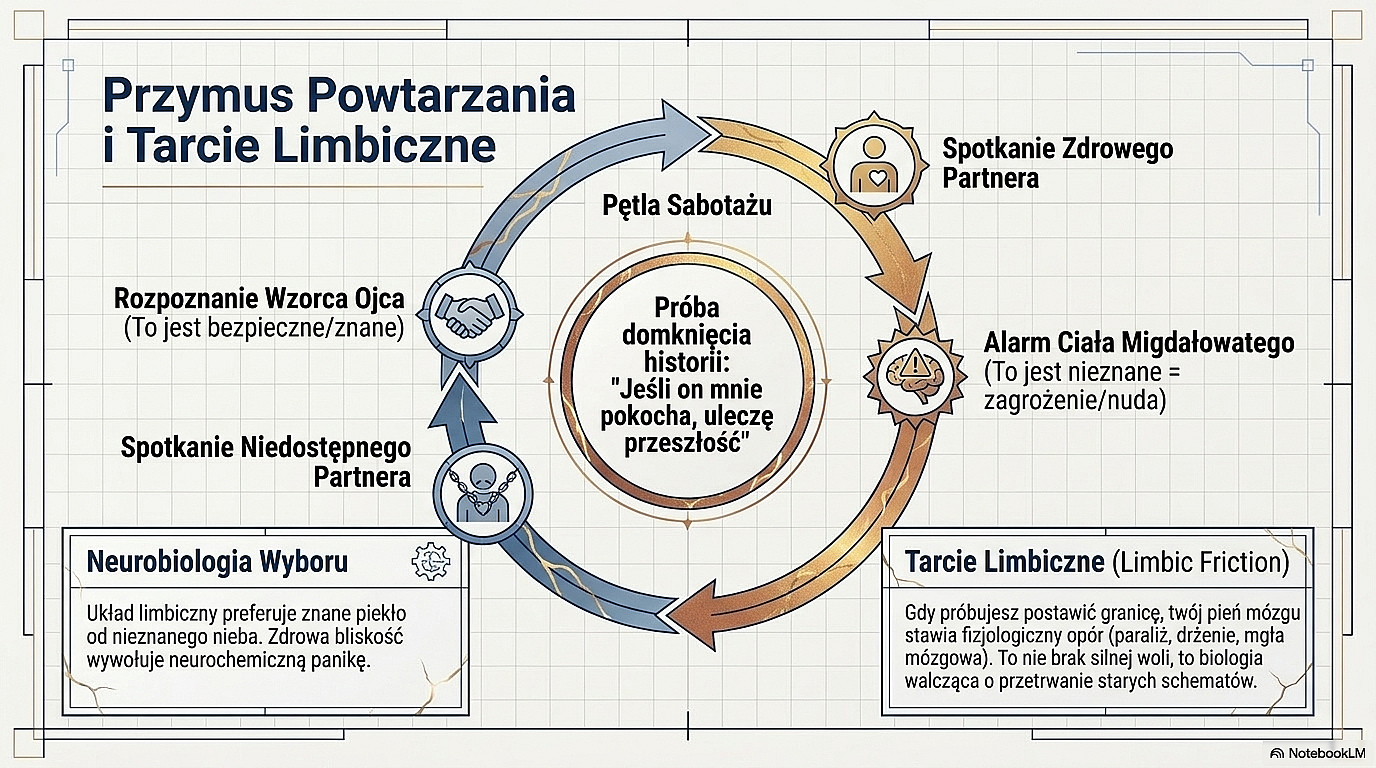 Przymus Powtarzania
i Tarcie Limbiczne
Pętla Sabotażu
Spotkanie Zdrowego
Partnera
Alarm Ciała Migdałowatego
(To jest nieznane =
zagrożenie/nuda)
Rozpoznanie Wzorca Ojca
(To jest bezpieczne/znane)
Spotkanie Niedostępnego
Partnera
Próba
domknięcia
historii:
"Jeśli on mnie
pokocha, uleczę
przeszłość"
Neurobiologia Wyboru
Układ limbiczny preferuje znane piekło
od nieznanego nieba. Zdrowa bliskość
wywołuje neurochemiczną panikę.
Tarcie Limbiczne (Limbic Friction)
Gdy próbujesz postawić granicę, twój pień mózgu
stawia fizjologiczny opór (paraliż, drżenie, mgła
mózgowa). To nie brak silnej woli, to biologia
walcząca o przetrwanie starych schematów.
NotebookLM